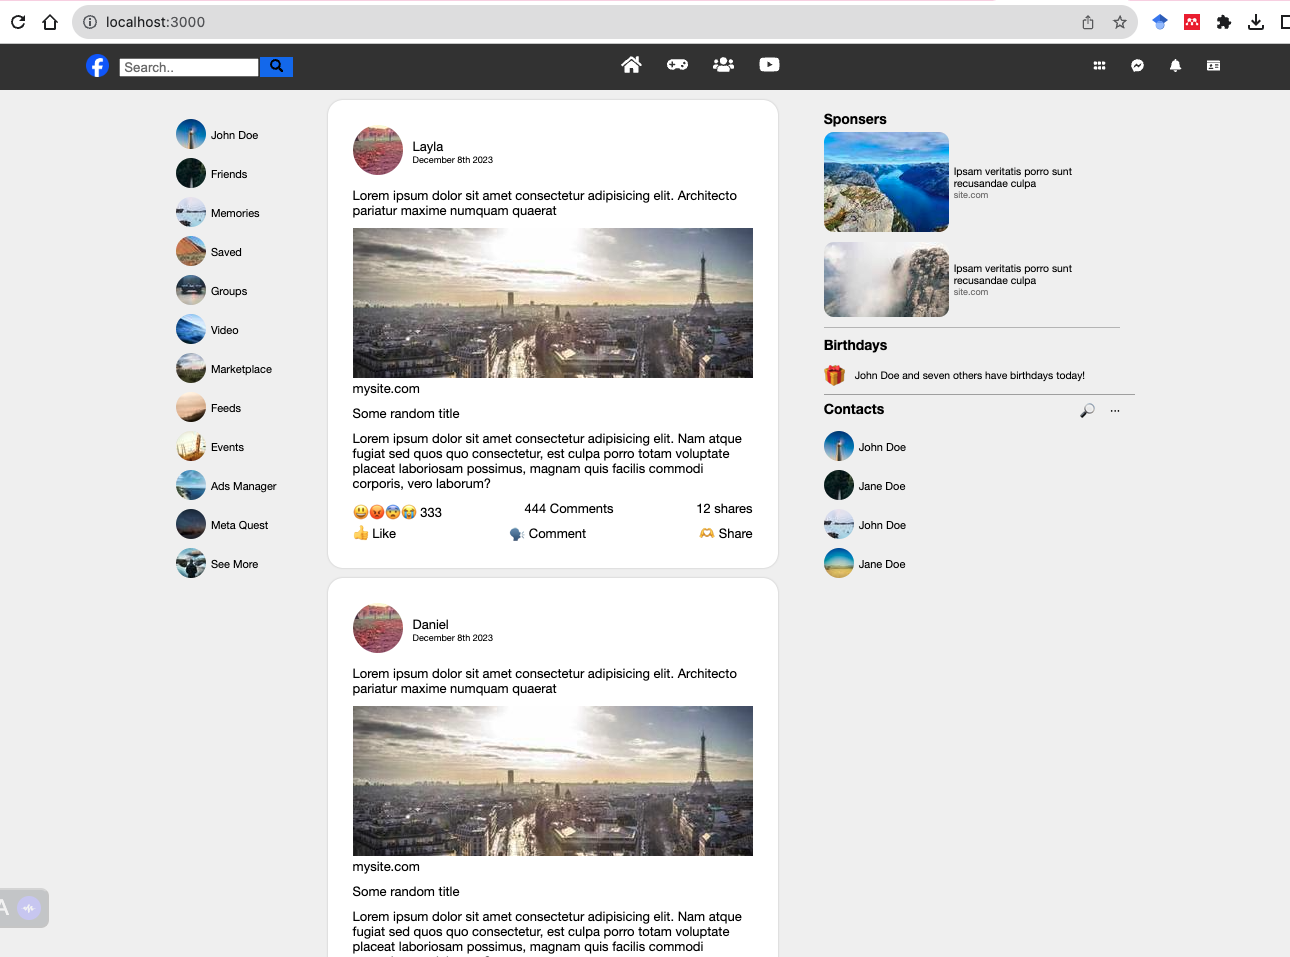 localhost:3000
Search..
John Doe
Friends
Memories
Saved
Groups
Video
Marketplace
Feeds
Events
Ads Manager
Meta Quest
See More
Layla
December 8th 2023
Lorem ipsum dolor sit amet consectetur adipisicing elit. Architecto
pariatur maxime numquam quaerat
mysite.com
Some random title
Lorem ipsum dolor sit amet consectetur adipisicing elit. Nam atque
fugiat sed quos quo consectetur, est culpa porro totam voluptate
placeat laboriosam possimus, magnam quis facilis commodi
corporis, vero laborum?
😃😡😨😭 333 444 Comments 12 shares
👍 Like 🗣 Comment 🫶 Share
Daniel
December 8th 2023
Lorem ipsum dolor sit amet consectetur adipisicing elit. Architecto
pariatur maxime numquam quaerat
mysite.com
Some random title
Lorem ipsum dolor sit amet consectetur adipisicing elit. Nam atque
fugiat sed quos quo consectetur, est culpa porro totam voluptate
placeat laboriosam possimus, magnam quis facilis commodi
Sponsers
Ipsam veritatis porro sunt
recusandae culpa
site.com
Ipsam veritatis porro sunt
recusandae culpa
site.com
Birthdays
🎁 John Doe and seven others have birthdays today!
Contacts 🔎 ...
John Doe
Jane Doe
John Doe
Jane Doe
A